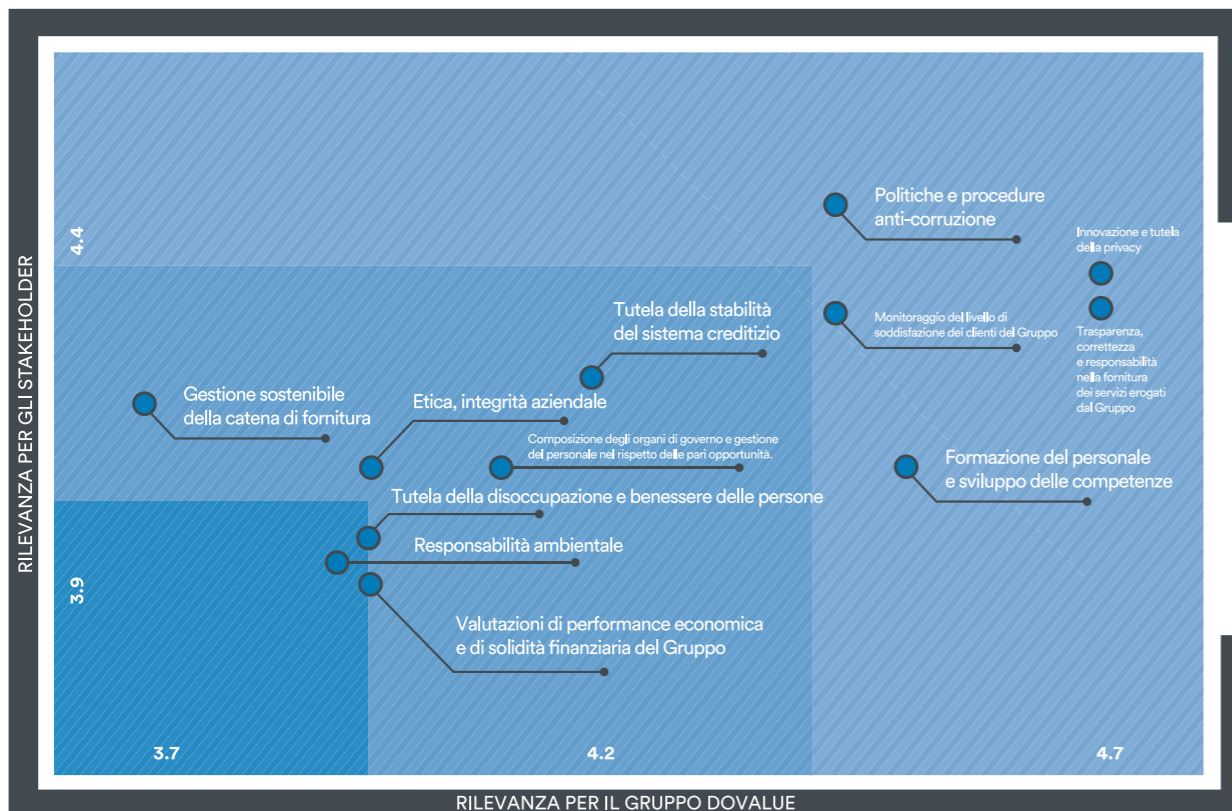 RILEVANZA PER GLI STAKEHOLDER
4.4
3.9
Politiche e procedure
anti-corruzione
Innovazione e tutela
della privacy
Tutela della stabilità
del sistema creditizio
Monitoraggio del livello di
soddisfazione dei clienti del Gruppo
Trasparenza,
correttezza
e responsabilità
nella fornitura
dei servizi erogati
dal Gruppo
Gestione sostenibile
della catena di fornitura
Etica, integrità aziendale
Composizione degli organi di governo e gestione
del personale nel rispetto delle pari opportunità.
Formazione del personale
e sviluppo delle competenze
Tutela della disoccupazione e benessere delle persone
Responsabilità ambientale
Valutazioni di performance economica
e di solidità finanziaria del Gruppo
3.7
4.2
4.7
RILEVANZA PER IL GRUPPO DOVALUE